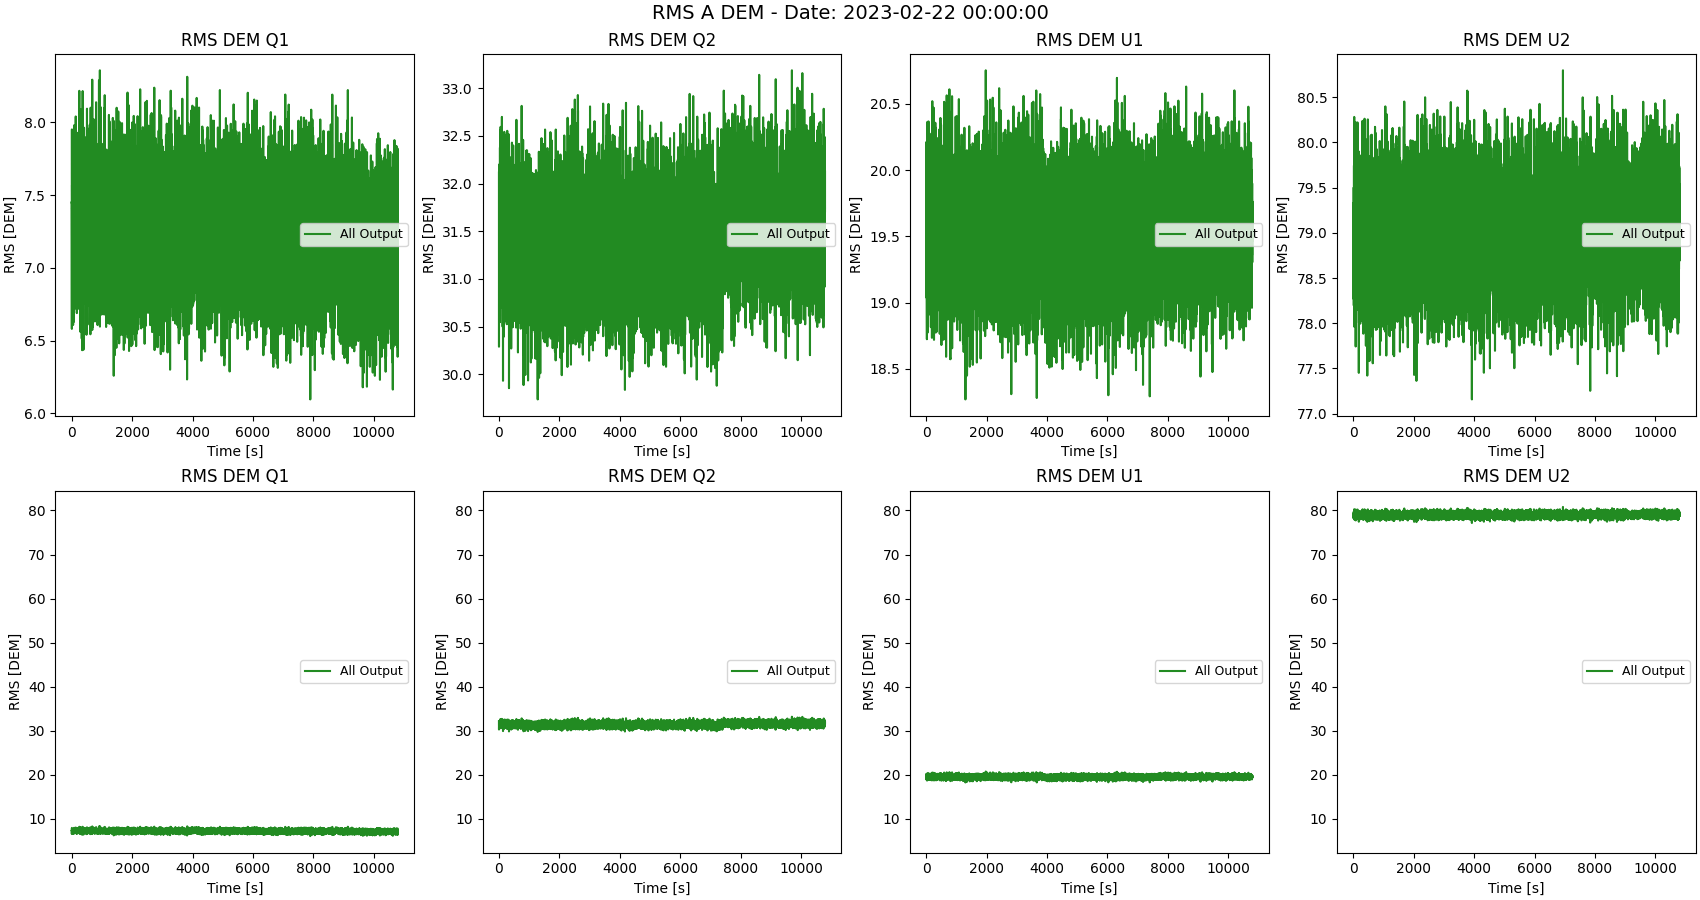 RMS A DEM - Date: 2023-02-22 00:00:00
RMS DEM Q1
RMS [DEM]
8.0
7.5
7.0
6.5
6.0
0 2000 4000 6000 8000 10000
Time [s]
All Output
RMS DEM Q2
RMS [DEM]
33.0
32.5
32.0
31.5
31.0
30.5
30.0
0 2000 4000 6000 8000 10000
Time [s]
All Output
RMS DEM U1
RMS [DEM]
20.5
20.0
19.5
19.0
18.5
0 2000 4000 6000 8000 10000
Time [s]
All Output
RMS DEM U2
RMS [DEM]
80.5
80.0
79.5
79.0
78.5
78.0
77.5
77.0
0 2000 4000 6000 8000 10000
Time [s]
All Output
RMS DEM Q1
RMS [DEM]
80
70
60
50
40
30
20
10
0 2000 4000 6000 8000 10000
Time [s]
All Output
RMS DEM Q2
RMS [DEM]
80
70
60
50
40
30
20
10
0 2000 4000 6000 8000 10000
Time [s]
All Output
RMS DEM U1
RMS [DEM]
80
70
60
50
40
30
20
10
0 2000 4000 6000 8000 10000
Time [s]
All Output
RMS DEM U2
RMS [DEM]
80
70
60
50
40
30
20
10
0 2000 4000 6000 8000 10000
Time [s]
All Output